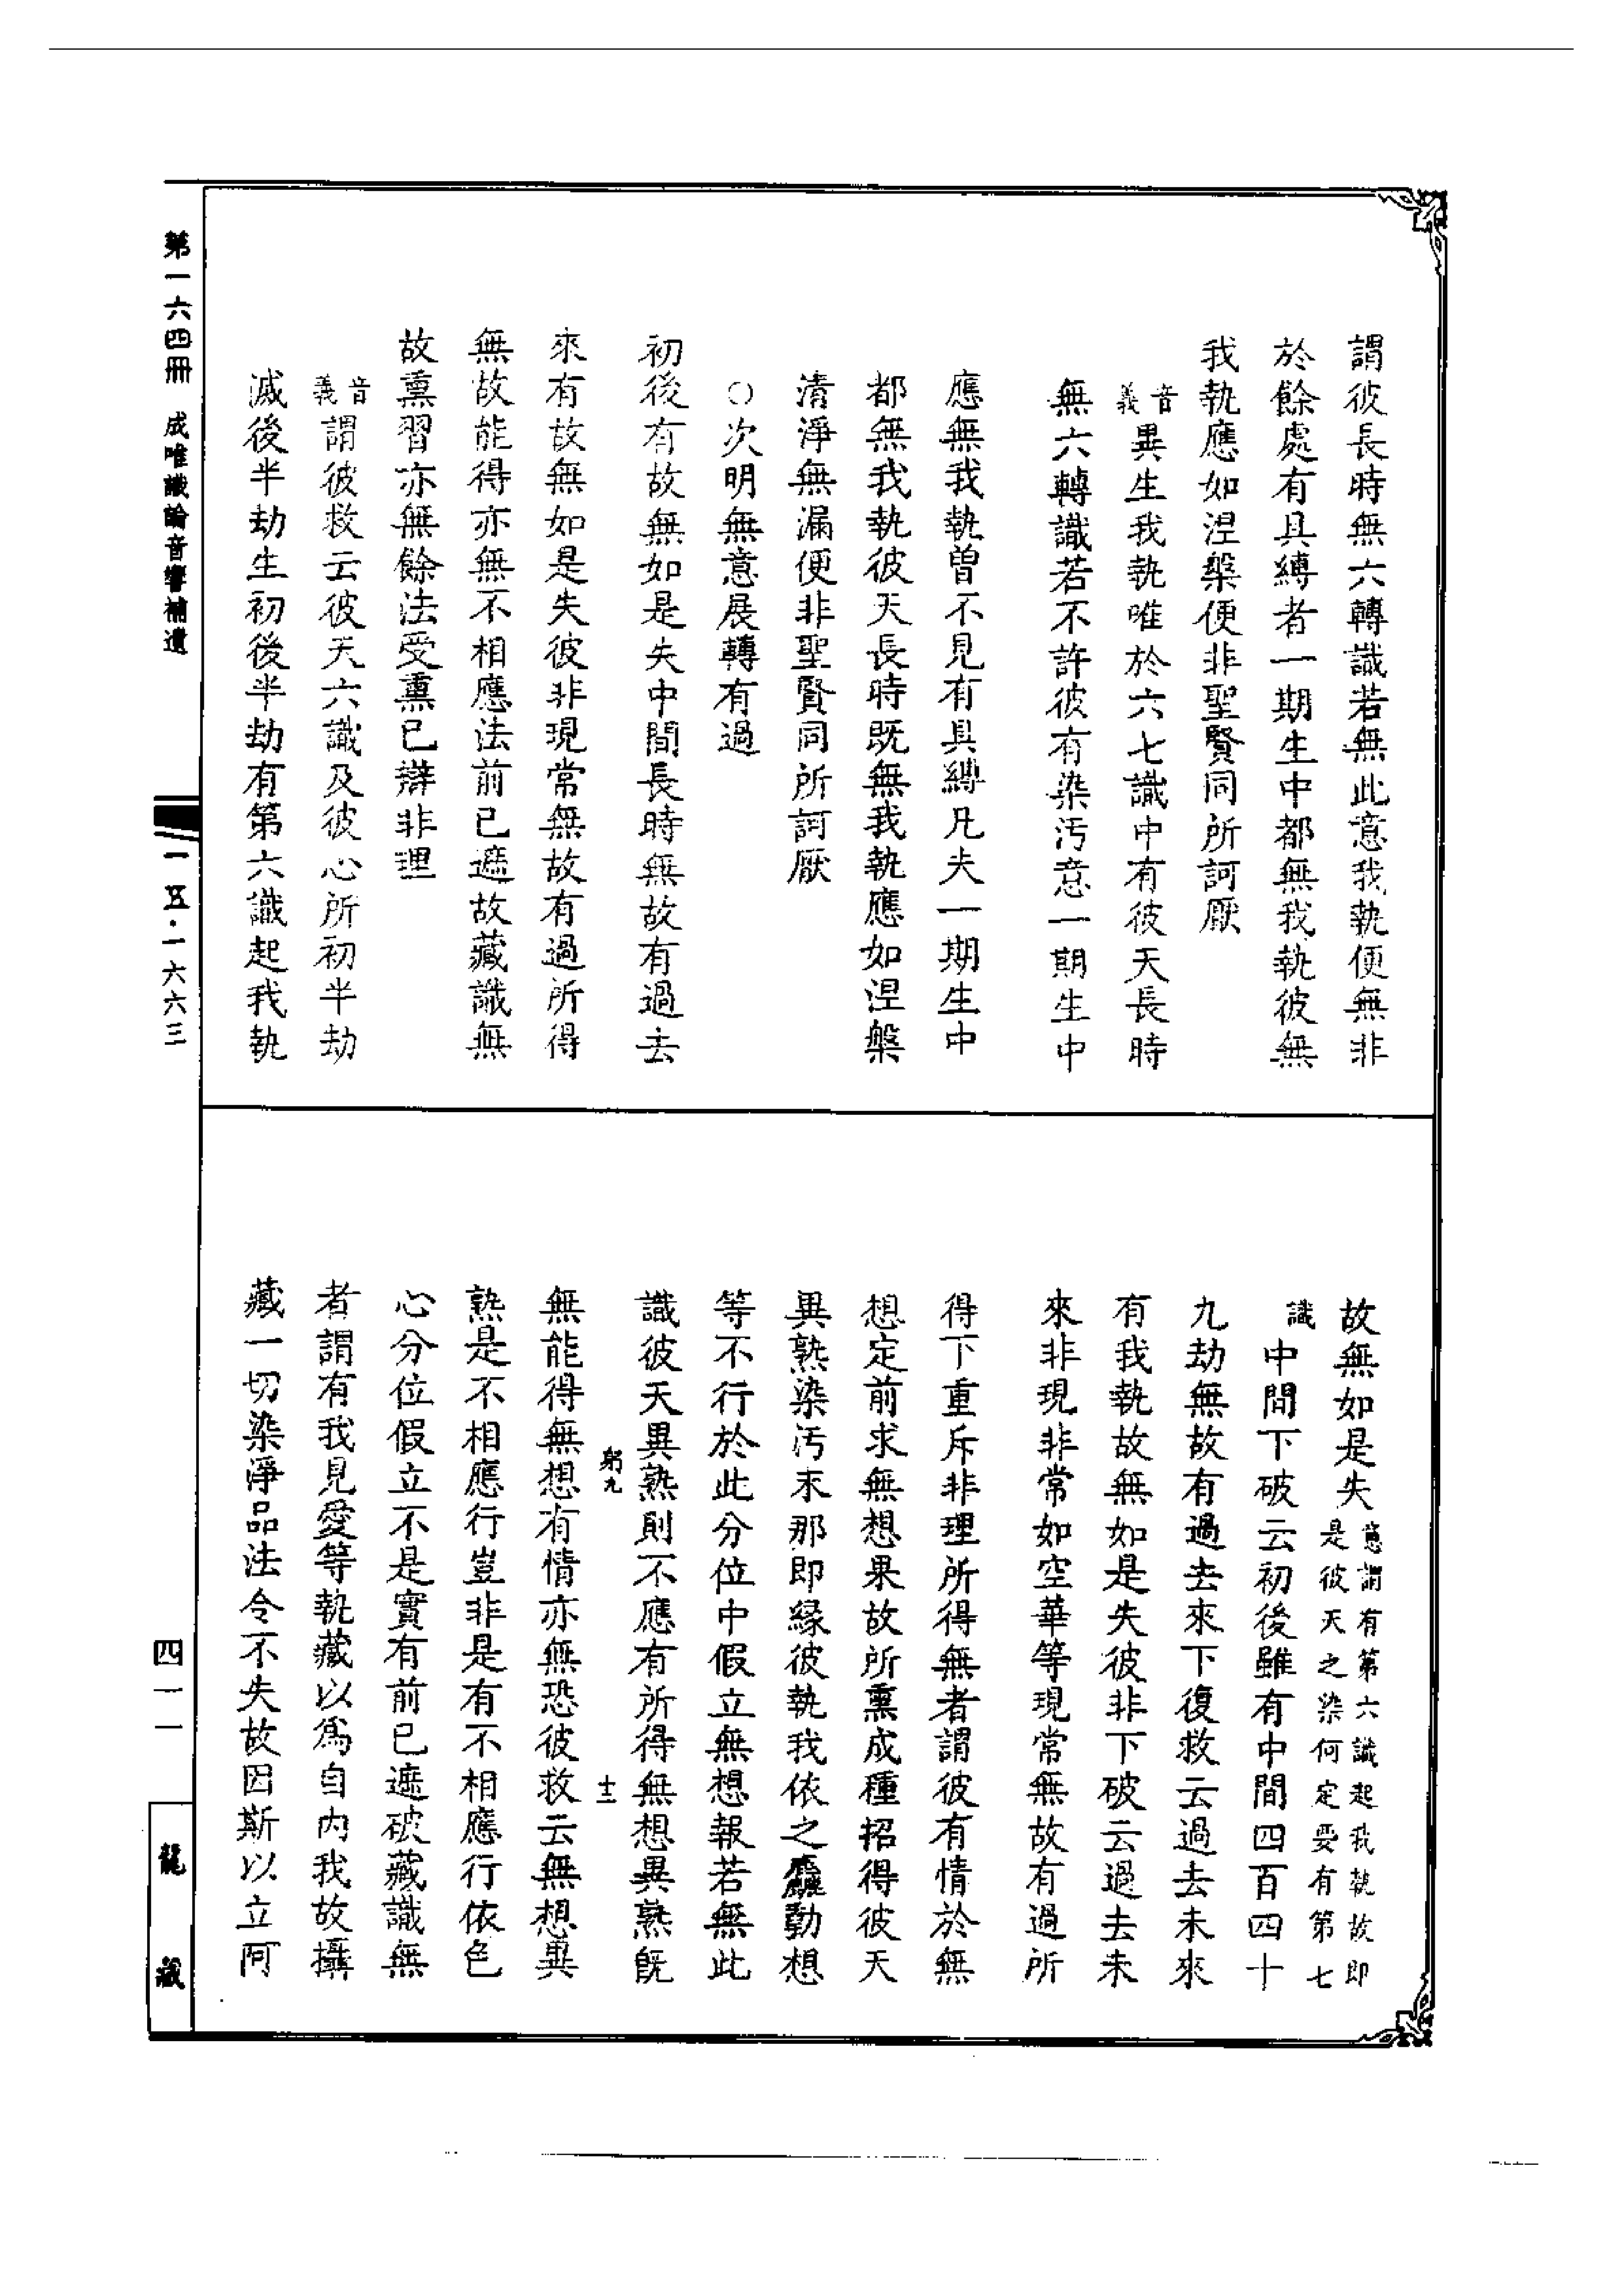 謂彼長時無六轉識若無此意我執便無非
於餘處有具縛者一期生中都無我執彼無
我執應如涅槃便非聖賢同所訶厭
音義異生我執唯於六七識中有彼天長時
無六轉識若不許彼有染汚意一期生中
應無我執曾不見有具縛凡夫一期生中
都無我執彼天長時既無我執應如涅槃
清淨無漏便非聖賢同所訶厭
○次明無意展轉有過
初後有故無如是失中間長時無故有過去
來有故無如是失彼非現常無故有過所得
無故能得亦無不相應法前已遮故藏識無
故熏習亦無餘法受熏已辯非理
音義謂彼救云彼天六識及彼心所初半劫
滅後半劫生初後半劫有第六識起我執
故無如是失意謂有第六識起我執故即是彼天之染何定要有第七
識中間下破云初後雖有中間四百四十
九劫無故有過去來下復救云過去未來
有我執故無如是失彼非下破云過去未
來非現非常如空華等現常無故有過所
得下重斥非理所得無者謂彼有情於無
想定前求無想果故所熏成種招得彼天
異熟染汚末那即緣彼執我依之麤動想
等不行於此分位中假立無想報若無此
識彼天異熟則不應有所得無想異熟既
躬九
十二
無能得無想有情亦無恐彼救云無想異
熟是不相應行豈非是有不相應行依色
心分位假立不是實有前已遮破藏識無
者謂有我見愛等執藏以爲自內我故攝
藏一切染淨品法令不失故因斯以立阿
第一六四冊 成唯識論音響補遺
一五·一六六三
四一一
龍藏